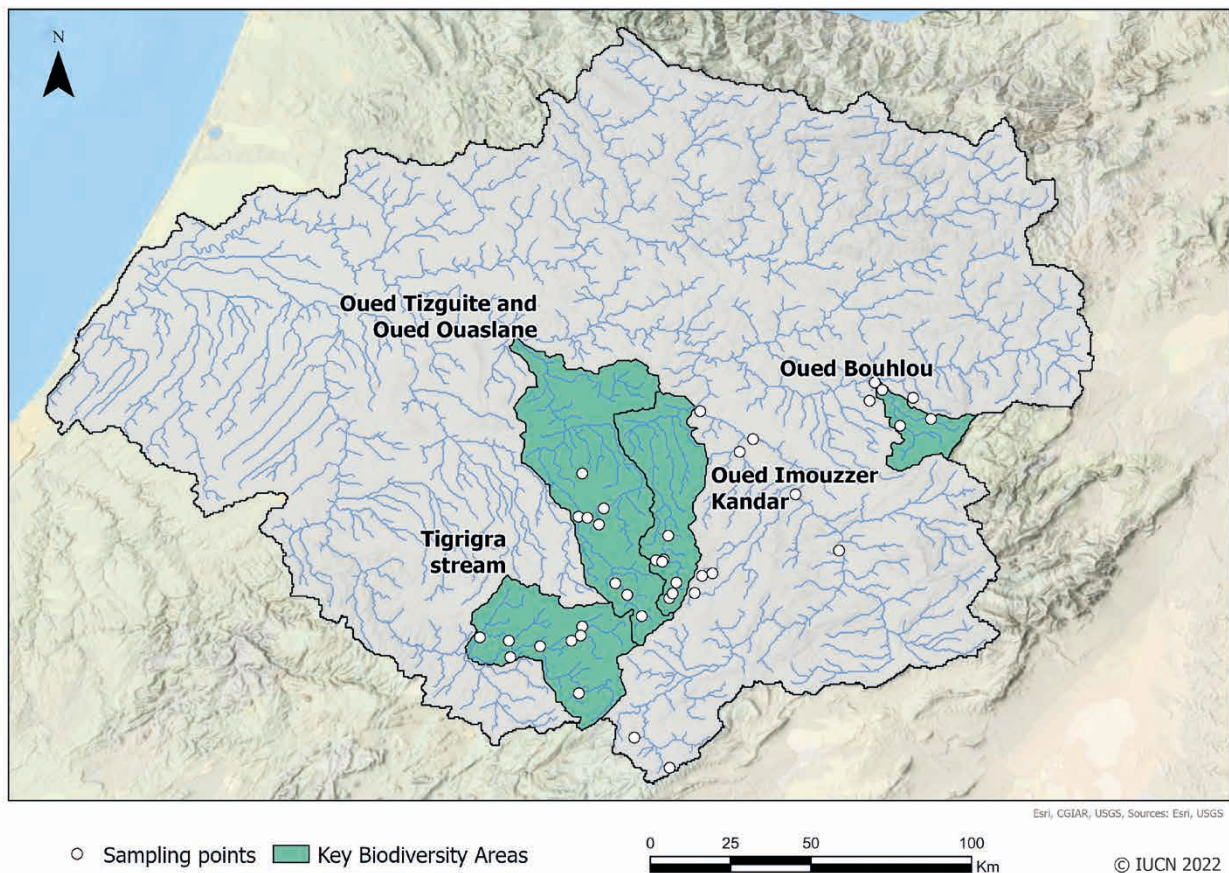 N
Oued Tizguite and
Oued Ouaslane
Oued Bouhlou
Oued Imouzzer
Kandar
Tigrigra
stream
Esri, CGIAR, USGS, Sources: Esri, USGS
Sampling points
Key Biodiversity Areas
0 25 50 100
Km
© IUCN 2022